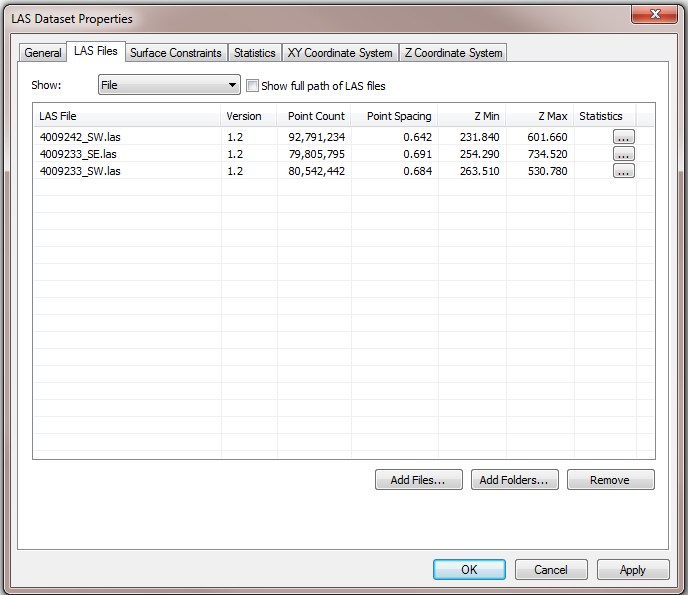 LAS Dataset Properties
General LAS Files Surface Constraints Statistics XY Coordinate System Z Coordinate System
Show: File Show full path of LAS files
LAS File Version Point Count Point Spacing Z Min Z Max Statistics
4009242_SW.las 1.2 92,791,234 0.642 231.840 601.660 ...
4009233_SE.las 1.2 79,805,795 0.691 254.290 734.520 ...
4009233_SW.las 1.2 80,542,442 0.684 263.510 530.780 ...
Add Files... Add Folders... Remove
OK Cancel Apply